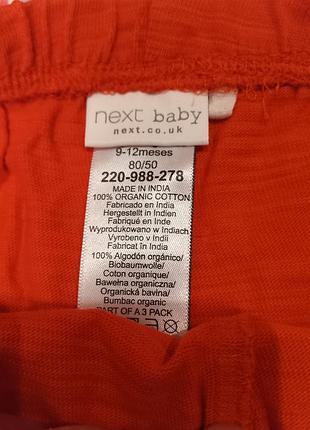 next baby
next.co.uk
9-12meses
80/50
220-988-278
MADE IN INDIA
100% ORGANIC COTTON
Fabricado en India
Hergestellt in Indien
Fabriqué en Inde
Wyprodukowano w Indiach
Vyrobeno v Indii
Fabricat în India
100% Algodón orgánico/
Biobaumwolle/
Coton organique/
Bawełna organiczna/
Organická bavlna/
Bumbac organic
PART OF A 3 PACK